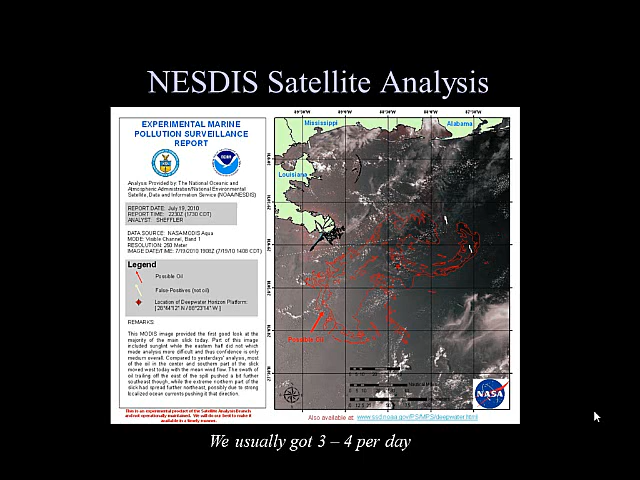 NESDIS Satellite Analysis
EXPERIMENTAL MARINE
POLLUTION SURVEILLANCE
REPORT
Analysis Provided by: The National Oceanic and
Atmospheric Administration/National Environmental
Satellite, Data and Information Service (NOAA/NESDIS)
REPORT DATE: July 19, 2010
REPORT TIME: 2230Z (1730 CDT)
ANALYST: SHEFFLER
DATA SOURCE: NASA MODIS Aqua
MODE: Visible Channel, Band 1
RESOLUTION: 250 Meter
IMAGE DATE/TIME: 7/19/2010 1908Z (7/19/10 1408 CDT)
Legend
Possible Oil
False-Positives (not oil)
Location of Deepwater Horizon Platform:
REMARKS:
This MODIS image provided the first good look at the
majority of the main slick today. Part of this image
included sunglint while the eastern half did not which
made analysis more difficult and thus confidence is only
medium overall. Compared to yesterdays' analysis, most
of the oil in the center and southern part of the slick
moved west today with the mean wind flow. The swath of
oil trailing off the east of the spill pushed a bit further
southeast though, while the extreme northern part of the
slick had spread further northeast, possibly due to strong
localized ocean currents pushing it that direction.
This is an experimental product of the Satellite Analysis Branch
and not operationally maintained. We will do our best to make it
available in a timely manner.
Mississippi
Alabama
Louisiana
Possible Oil
NASA
Also available at: www.ssd.noaa.gov/PS/MPS/deepwater.html
We usually got 3 – 4 per day